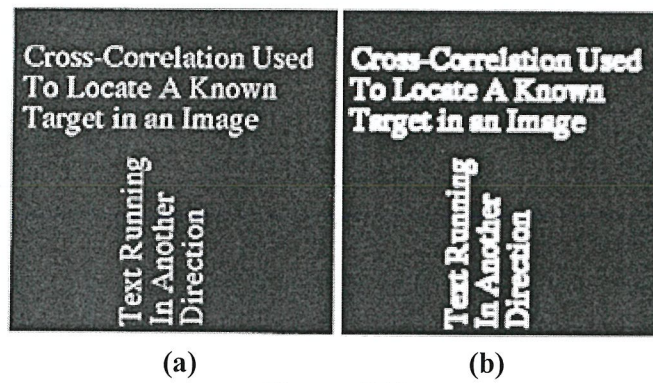 Cross-Correlation Used
To Locate A Known
Target in an Image
Text Running
In Another
Direction
(a)
Cross-Correlation Used
To Locate A Known
Target in an Image
Text Running
In Another
Direction
(b)